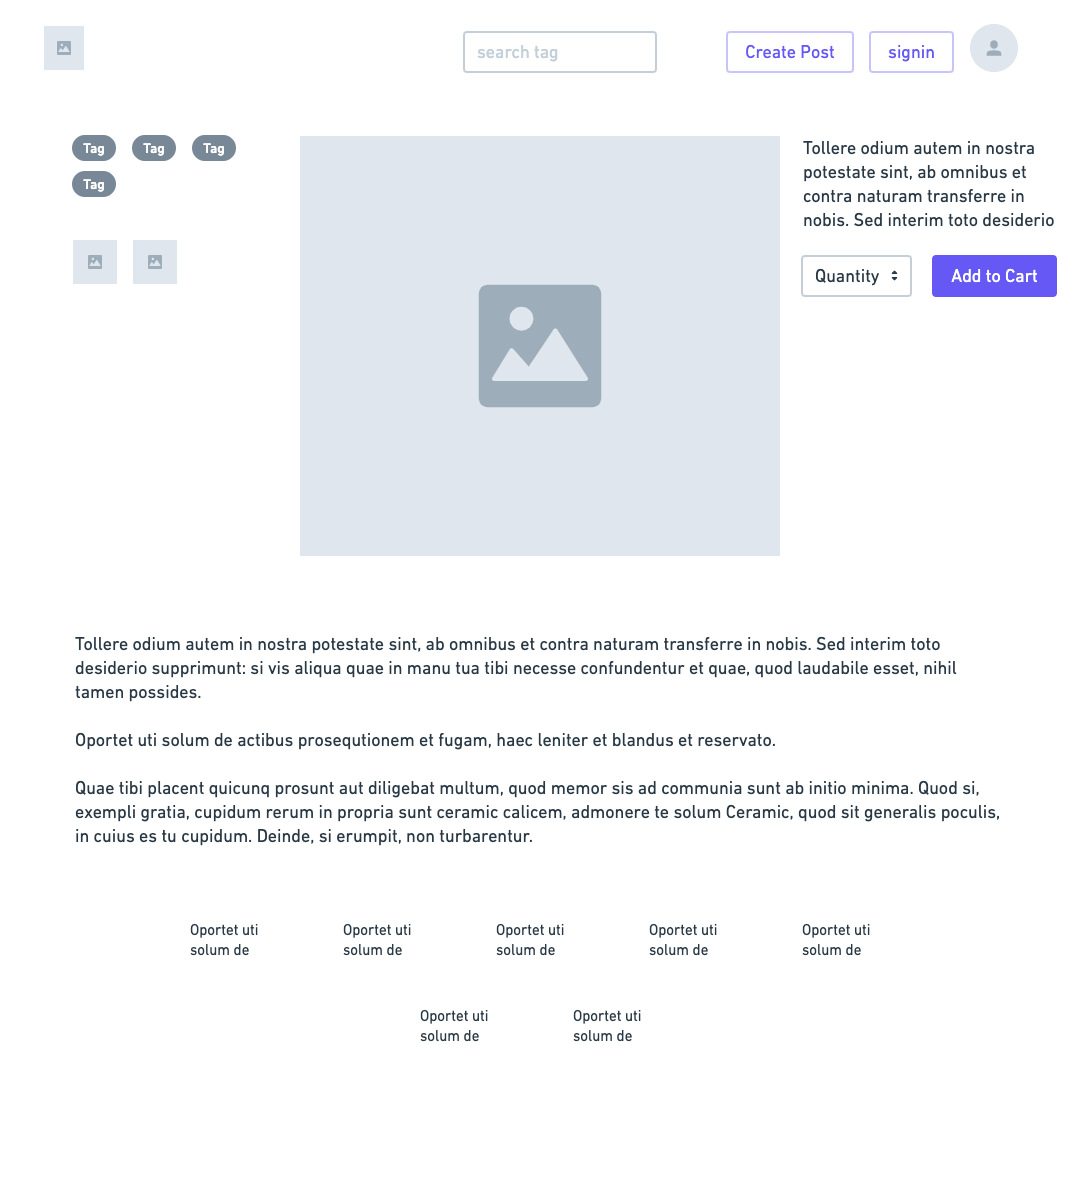 search tag
Create Post
signin
Tag
Tag
Tag
Tag
Tollere odium autem in nostra
potestate sint, ab omnibus et
contra naturam transferre in
nobis. Sed interim toto desiderio
Quantity
Add to Cart
Tollere odium autem in nostra potestate sint, ab omnibus et contra naturam transferre in nobis. Sed interim toto
desiderio supprimunt: si vis aliqua quae in manu tua tibi necesse confundentur et quae, quod laudabile esset, nihil
tamen possides.
Oportet uti solum de actibus prosequtionem et fugam, haec leniter et blandus et reservato.
Quae tibi placent quicunq prosunt aut diligebat multum, quod memor sis ad communia sunt ab initio minima. Quod si,
exempli gratia, cupidum rerum in propria sunt ceramic calicem, admonere te solum Ceramic, quod sit generalis poculis,
in cuius es tu cupidum. Deinde, si erumpit, non turbarentur.
Oportet uti
solum de
Oportet uti
solum de
Oportet uti
solum de
Oportet uti
solum de
Oportet uti
solum de
Oportet uti
solum de
Oportet uti
solum de